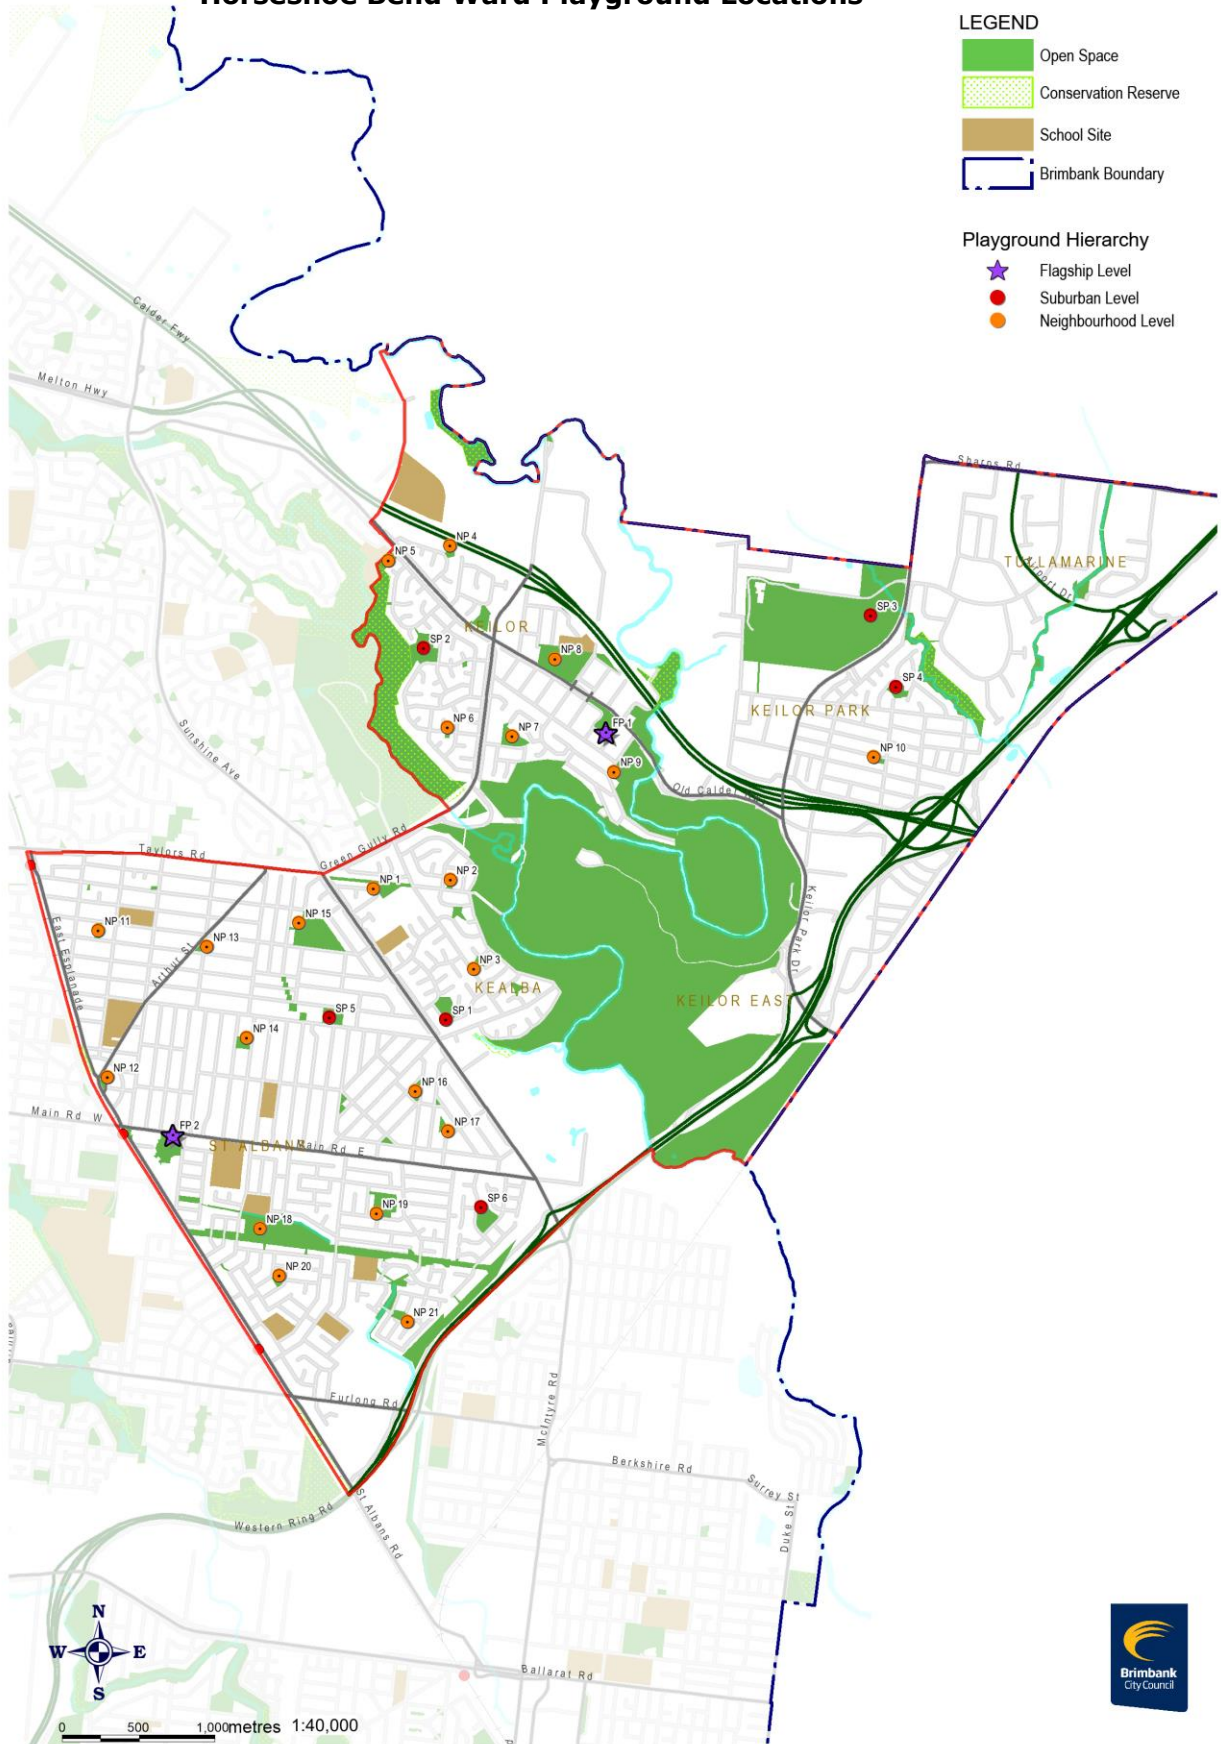 Horseshoe Bend Ward Playground Locations
LEGEND
Open Space
Conservation Reserve
School Site
Brimbank Boundary
Playground Hierarchy
Flagship Level
Suburban Level
Neighbourhood Level
Calder Fwy
Melton Hwy
Sharps Rd
NP 4
NP 5
TULLAMARINE
Airport Dr
SP 3
KEILOR
SP 2
NP 8
SP 4
KEILOR PARK
NP 6
NP 7
FP 1
Sunshine Ave
NP 10
NP 9
Old Calder
Green Gully Rd
Taylors Rd
NP 1
NP 2
Keilor Park Dr
NP 11
NP 15
East Esplanade
Arthur St
NP 13
NP 3
KEALBA
KEILOR EAST
SP 5
SP 1
NP 14
NP 12
NP 16
Main Rd W
NP 17
FP 2
ST ALBANS
Main Rd E
SP 6
NP 19
NP 18
NP 20
NP 21
Furlong Rd
McIntyre Rd
Berkshire Rd
Surrey St
Duke St
Western Ring Rd
St Albans Rd
Ballarat Rd
N
W
E
S
0 500 1,000metres 1:40,000
Brimbank
City Council